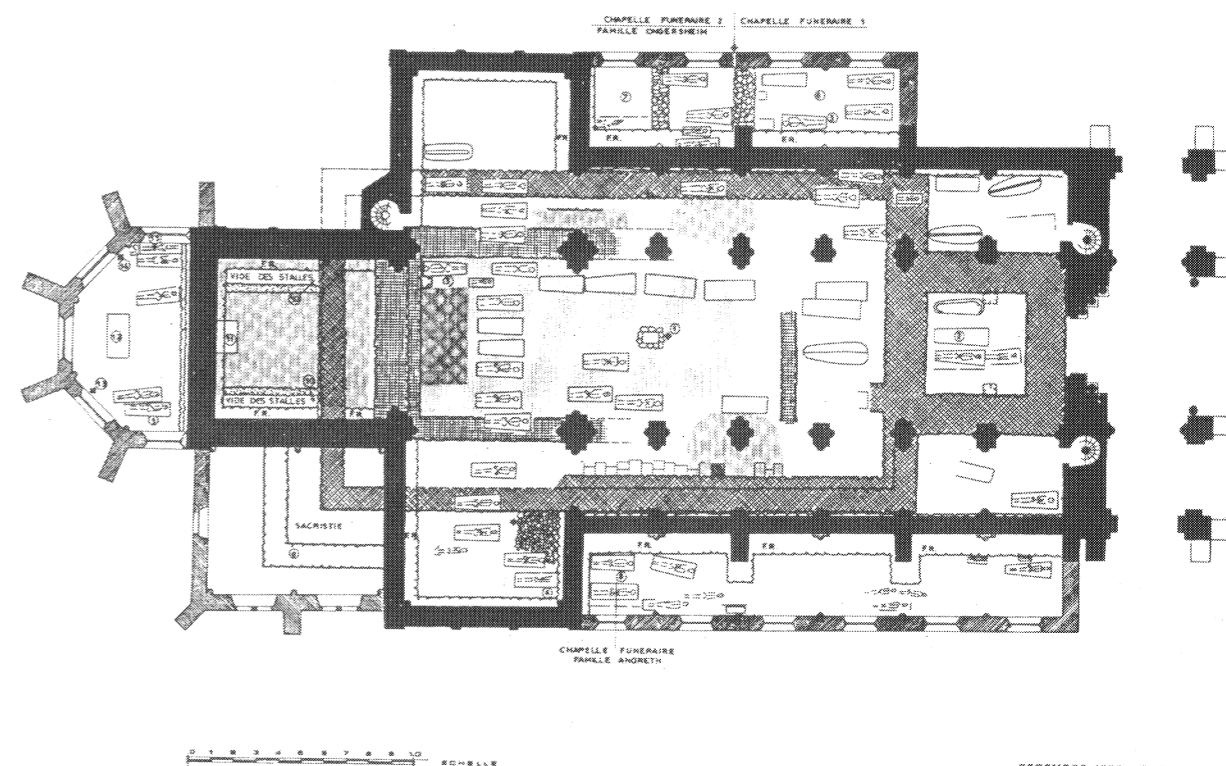 CHAPELLE FUNERAIRE 2
FAMILLE ONGERSHEIM
CHAPELLE FUNERAIRE 1
F.R.
F.R.
F.R.
F.R.
VIDE DES STALLES
VIDE DES STALLES
F.R.
F.R.
SACRISTIE
F.R.
F.R.
F.R.
F.R.
CHAPELLE FUNERAIRE
FAMILLE ANGRETH
0 1 2 3 4 5 6 7 8 9 10
ECHELLE